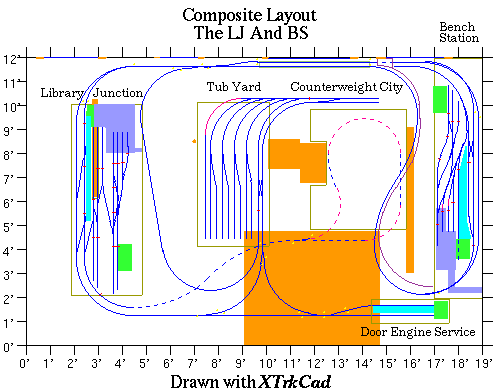 Composite Layout
The LJ And BS
Bench
Station
12'
11'
10'
9'
8'
7'
6'
5'
4'
3'
2'
1'
0'
Library Junction
Tub Yard
Counterweight City
Door Engine Service
0' 1' 2' 3' 4' 5' 6' 7' 8' 9' 10' 11' 12' 13' 14' 15' 16' 17' 18' 19'
Drawn with XTrkCad